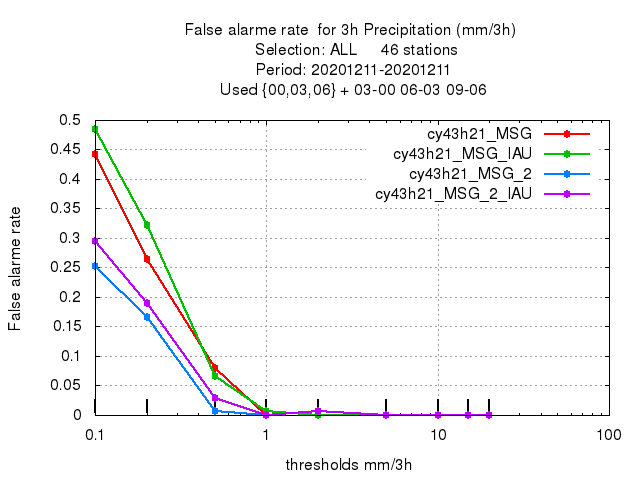 False alarme rate for 3h Precipitation (mm/3h)
Selection: ALL 46 stations
Period: 20201211-20201211
Used {00,03,06} + 03-00 06-03 09-06
cy43h21_MSG
cy43h21_MSG_IAU
cy43h21_MSG_2
cy43h21_MSG_2_IAU
False alarme rate
0.5
0.45
0.4
0.35
0.3
0.25
0.2
0.15
0.1
0.05
0
0.1 1 10 100
thresholds mm/3h